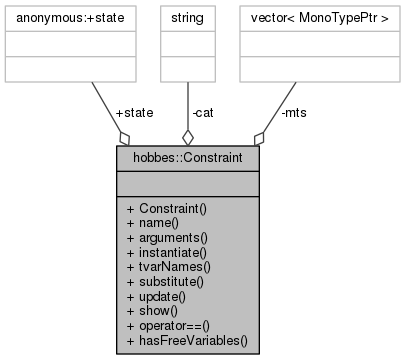 anonymous:+state
string
vector< MonoTypePtr >
+state
-cat
-mts
hobbes::Constraint
+ Constraint()
+ name()
+ arguments()
+ instantiate()
+ tvarNames()
+ substitute()
+ update()
+ show()
+ operator==()
+ hasFreeVariables()